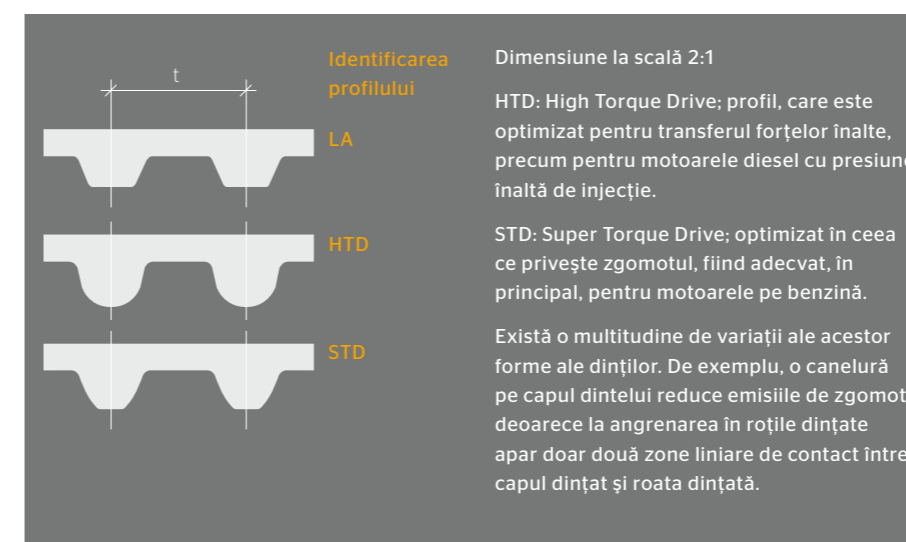 t
Identificarea
profilului
LA
HTD
STD
Dimensiune la scală 2:1
HTD: High Torque Drive; profil, care este
optimizat pentru transferul forțelor înalte,
precum pentru motoarele diesel cu presiune
înaltă de injecție.
STD: Super Torque Drive; optimizat în ceea
ce privește zgomotul, fiind adecvat, în
principal, pentru motoarele pe benzină.
Există o multitudine de variații ale acestor
forme ale dinților. De exemplu, o canelură
pe capul dintelui reduce emisiile de zgomot
deoarece la angrenarea în roțile dințate
apar doar două zone liniare de contact între
capul dințat și roata dințată.